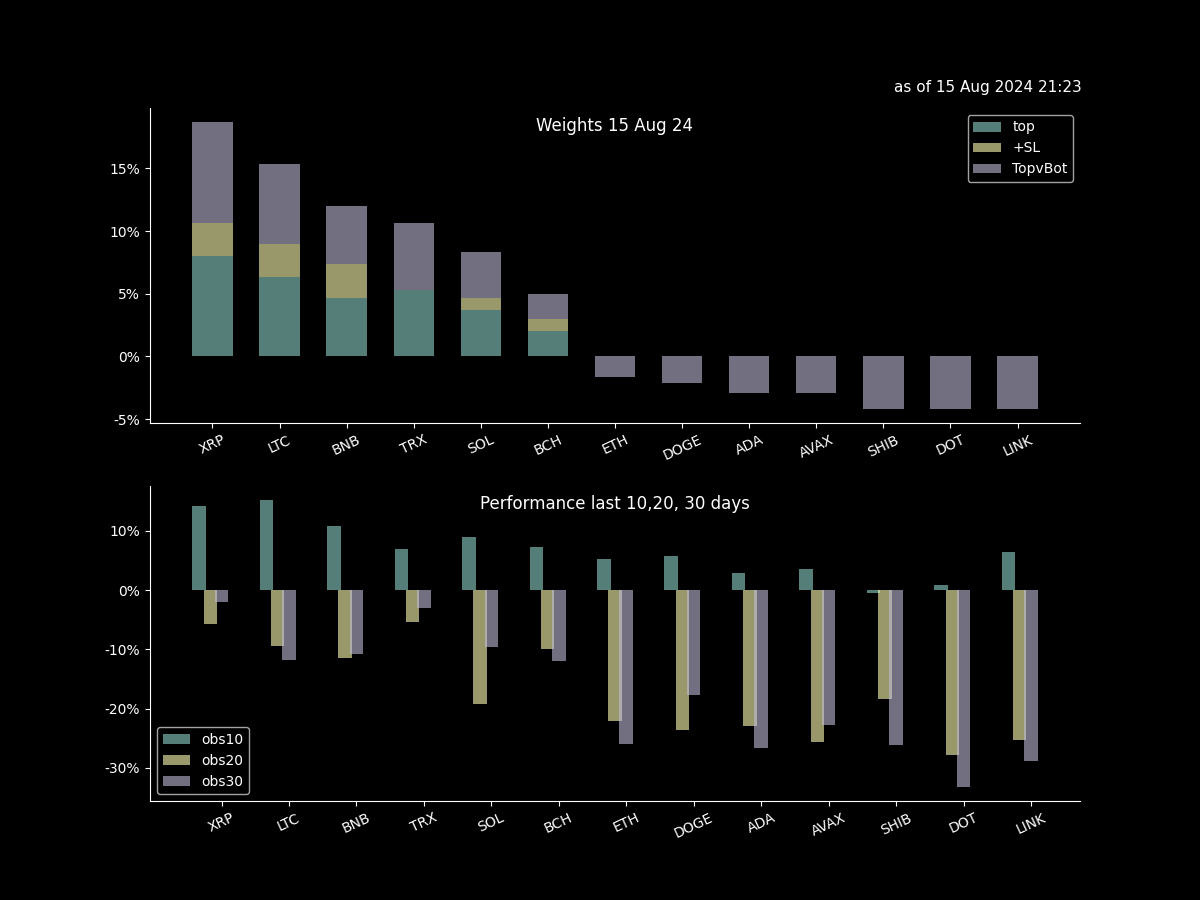 as of 15 Aug 2024 21:23
Weights 15 Aug 24
top
+SL
TopvBot
15%
10%
5%
0%
-5%
XRP LTC BNB TRX SOL BCH ETH DOGE ADA AVAX SHIB DOT LINK
Performance last 10,20, 30 days
10%
0%
-10%
-20%
-30%
obs10
obs20
obs30
XRP LTC BNB TRX SOL BCH ETH DOGE ADA AVAX SHIB DOT LINK